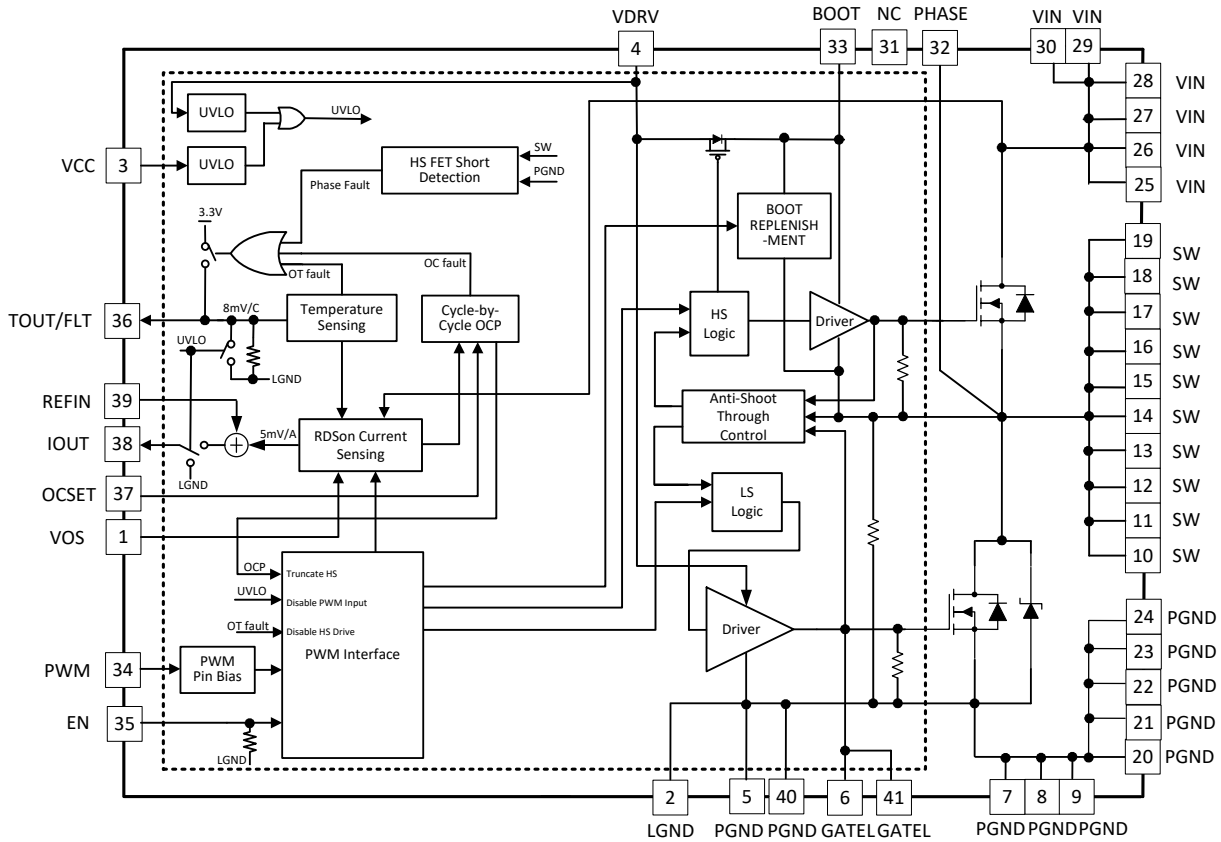 VDRV
BOOT
NC
PHASE
VIN
VIN
4
33
31
32
30
29
28
VIN
27
VIN
26
VIN
25
VIN
UVLO
UVLO
VCC
3
UVLO
HS FET Short
Detection
SW
PGND
Phase Fault
3.3V
OT fault
OC fault
BOOT
REPLENISH
-MENT
19
SW
18
SW
17
SW
16
SW
15
SW
14
SW
13
SW
12
SW
11
SW
10
SW
TOUT/FLT
36
8mV/C
Temperature
Sensing
Cycle-by-
Cycle OCP
HS
Logic
Driver
UVLO
LGND
REFIN
39
IOUT
38
+
5mV/A
RDSon Current
Sensing
Anti-Shoot
Through
Control
LGND
OCSET
37
VOS
1
LS
Logic
OCP
Truncate HS
UVLO
Disable PWM Input
OT fault
Disable HS Drive
PWM Interface
Driver
24
PGND
23
PGND
22
PGND
21
PGND
20
PGND
PWM
34
PWM
Pin Bias
EN
35
LGND
2
5
40
6
41
7
8
9
LGND
PGND
PGND
GATEL
GATEL
PGND
PGND
PGND